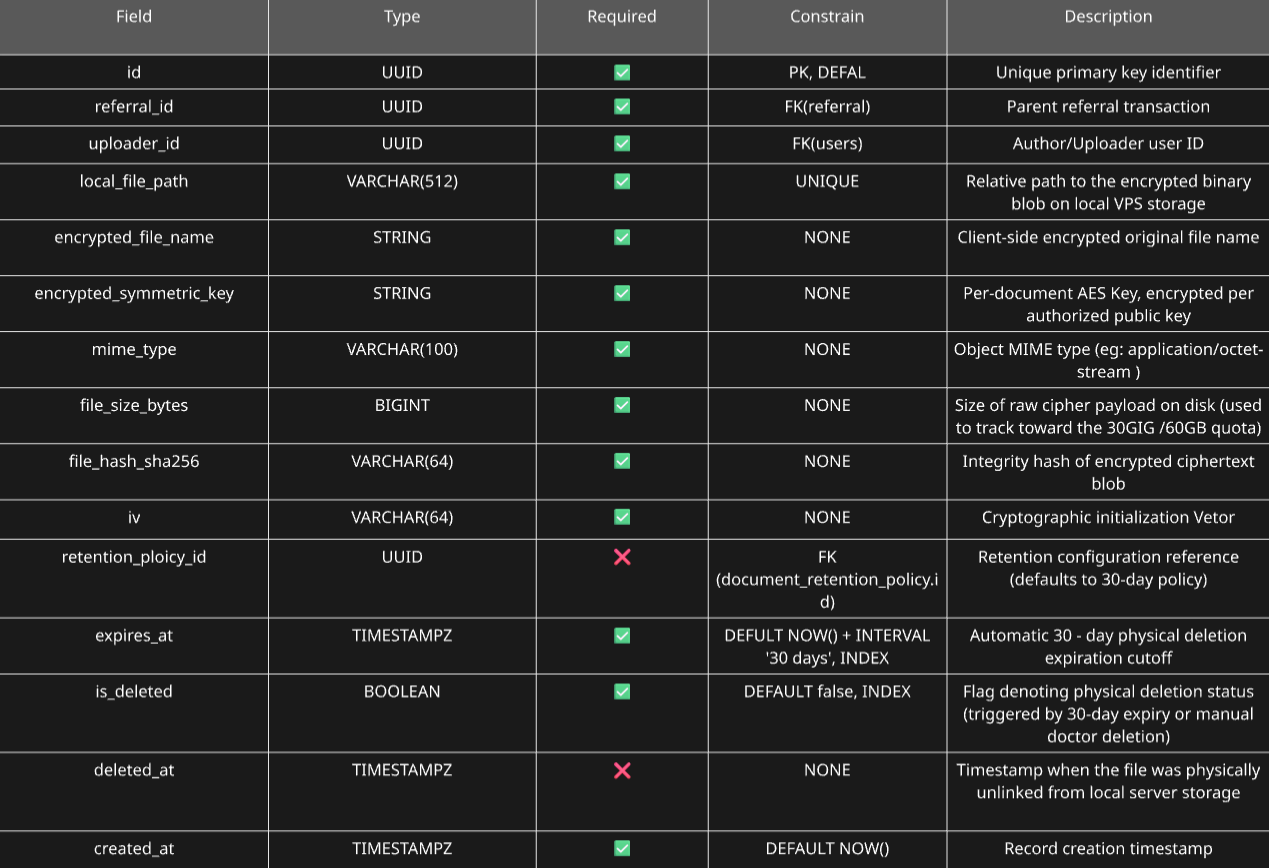 Field Type Required Constrain Description
id UUID ✅ PK, DEFAL Unique primary key identifier
referral_id UUID ✅ FK(referral) Parent referral transaction
uploader_id UUID ✅ FK(users) Author/Uploader user ID
local_file_path VARCHAR(512) ✅ UNIQUE Relative path to the encrypted binary
blob on local VPS storage
encrypted_file_name STRING ✅ NONE Client-side encrypted original file name
encrypted_symmetric_key STRING ✅ NONE Per-document AES Key, encrypted per
authorized public key
mime_type VARCHAR(100) ✅ NONE Object MIME type (eg: application/octet-
stream )
file_size_bytes BIGINT ✅ NONE Size of raw cipher payload on disk (used
to track toward the 30GIG /60GB quota)
file_hash_sha256 VARCHAR(64) ✅ NONE Integrity hash of encrypted ciphertext
blob
iv VARCHAR(64) ✅ NONE Cryptographic initialization Vetor
retention_ploicy_id UUID ❌ FK Retention configuration reference
(document_retention_policy.i (defaults to 30-day policy)
d)
expires_at TIMESTAMPZ ✅ DEFULT NOW() + INTERVAL Automatic 30 - day physical deletion
'30 days', INDEX expiration cutoff
is_deleted BOOLEAN ✅ DEFAULT false, INDEX Flag denoting physical deletion status
(triggered by 30-day expiry or manual
doctor deletion)
deleted_at TIMESTAMPZ ❌ NONE Timestamp when the file was physically
unlinked from local server storage
created_at TIMESTAMPZ ✅ DEFAULT NOW() Record creation timestamp